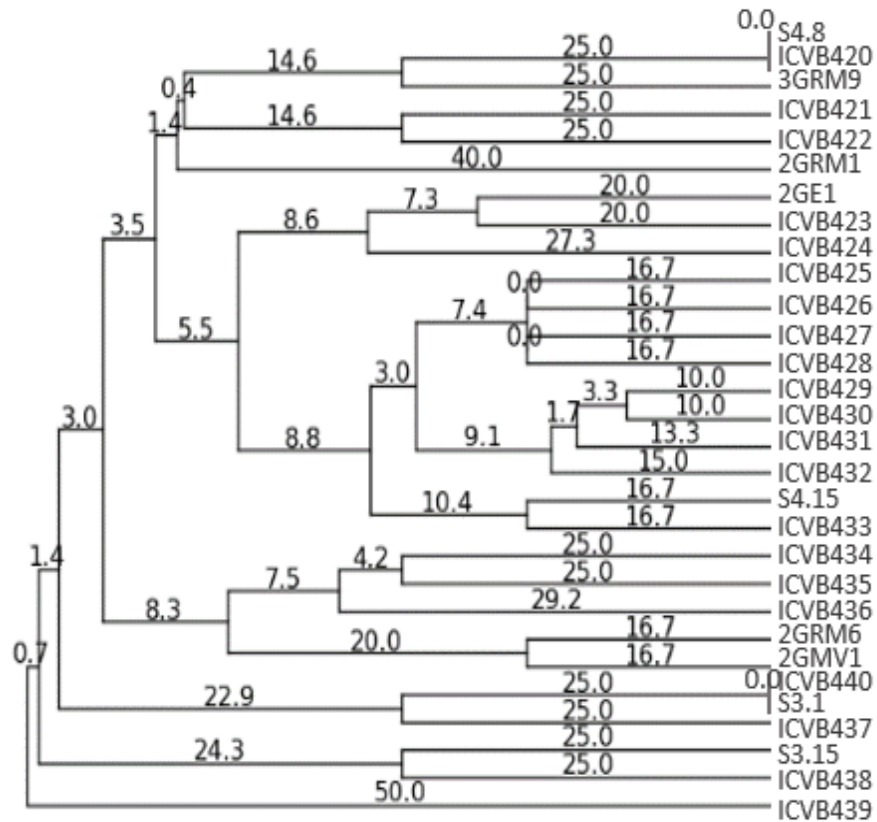 0.0
S4.8
14.6 25.0 ICVB420
25.0 3GRM9
0.4
25.0 ICVB421
1.4 14.6 25.0 ICVB422
40.0 2GRM1
20.0 2GE1
7.3 20.0 ICVB423
3.5 8.6 27.3 ICVB424
16.7 ICVB425
0.0 16.7 ICVB426
7.4 16.7 ICVB427
5.5 0.0 16.7 ICVB428
10.0 ICVB429
3.0 3.3 10.0 ICVB430
3.0 1.7 13.3 ICVB431
8.8 9.1 15.0 ICVB432
16.7 S4.15
10.4 16.7 ICVB433
25.0 ICVB434
1.4 4.2 25.0 ICVB435
7.5 29.2 ICVB436
8.3 16.7 2GRM6
0.7 20.0 16.7 2GMV1
0.0 ICVB440
22.9 25.0 S3.1
25.0 ICVB437
25.0 S3.15
24.3 25.0 ICVB438
50.0 ICVB439